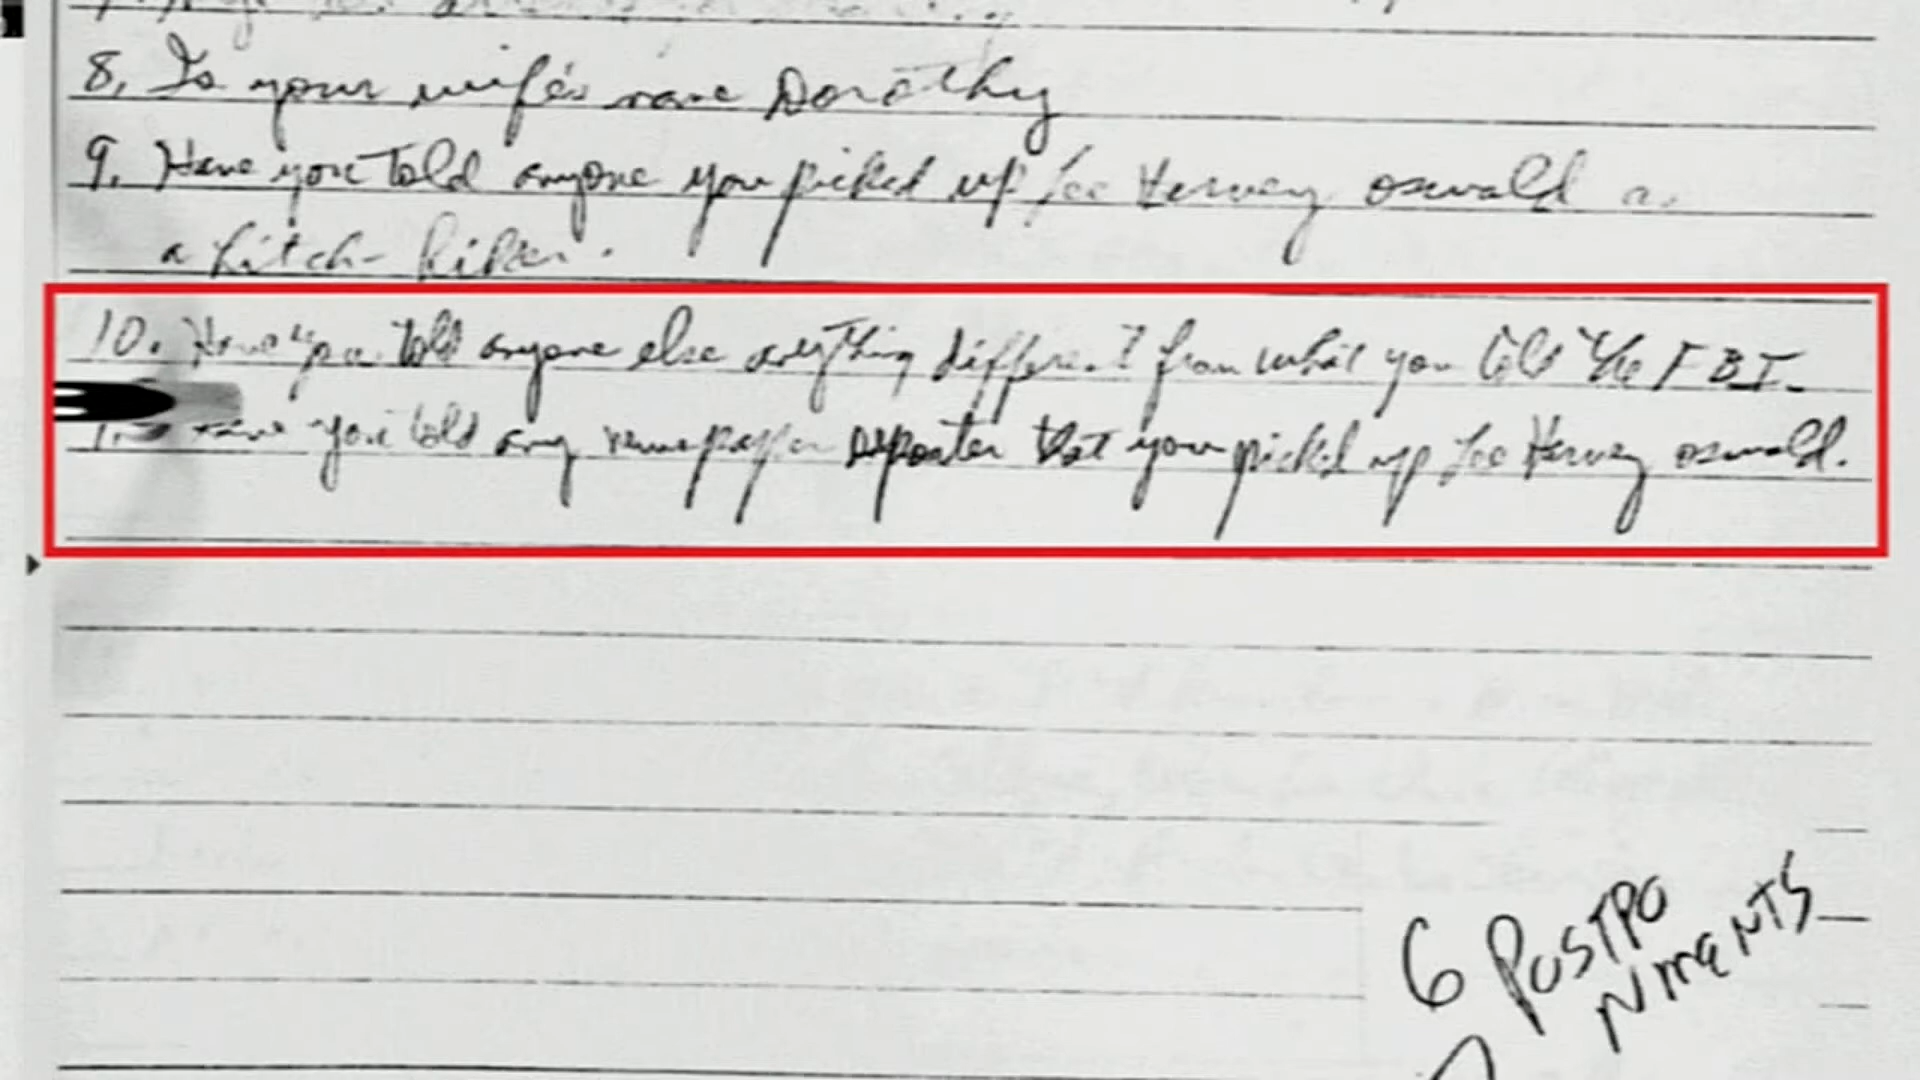 8, Is your wife's name Dorothy
9. Have you told anyone you picked up Lee Harvey oswald a
a hitch-hiker.
10. Have you told anyone else anything different from what you told the FBI.
have you told any newspaper reporter that you picked up Lee Harvey oswald.
6 POSTPO
NMENTS